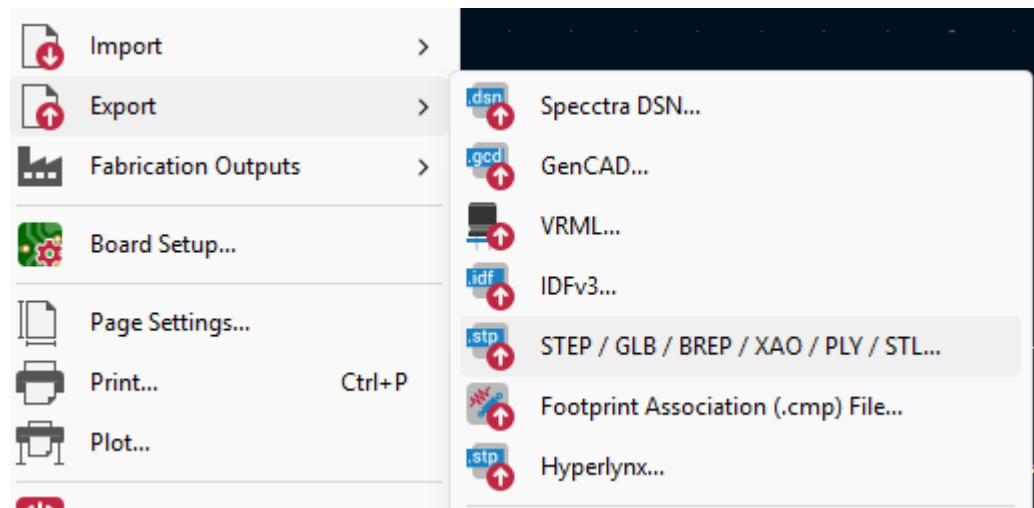 Import
Export
Fabrication Outputs
Board Setup...
Page Settings...
Print... Ctrl+P
Plot...
.dsn Specctra DSN...
.gcd GenCAD...
VRML...
.idf IDFv3...
.stp STEP / GLB / BREP / XAO / PLY / STL...
Footprint Association (.cmp) File...
.stp Hyperlynx...